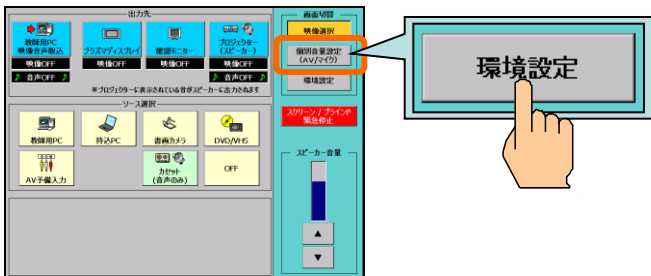 出力先
教師用PC
映像音声取込
プラズマディスプレイ
確認モニター
プロジェクター
(スピーカー)
映像OFF
映像OFF
映像OFF
映像OFF
♪ 音声OFF ♪
♪ 音声OFF ♪
※プロジェクターに表示されている音がスピーカーに出力されます
ソース選択
教師用PC
持込PC
書画カメラ
DVD/VHS
AV予備入力
カセット
(音声のみ)
OFF
画面切替
映像選択
個別音量設定
(AV/マイク)
環境設定
スクリーン / ブラインド
緊急停止
スピーカー音量
▲
▼
環境設定